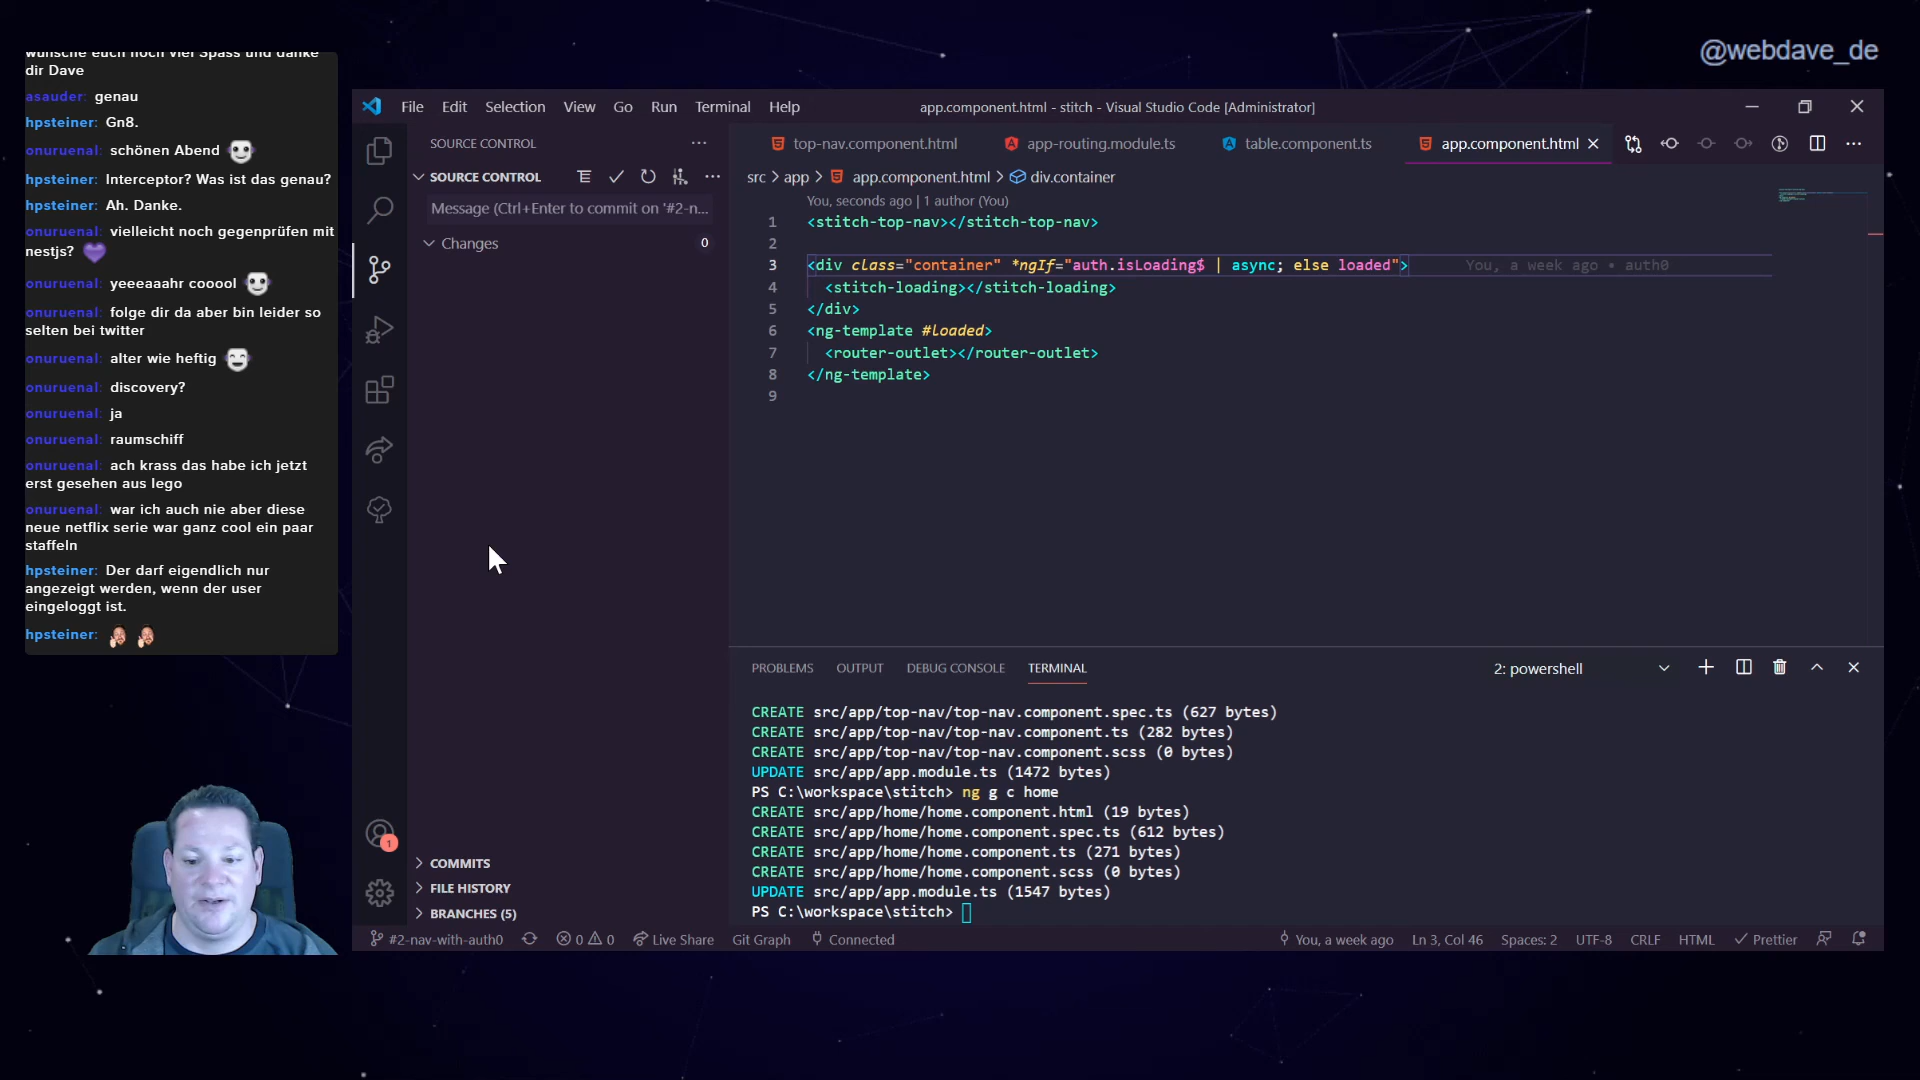 @webdave_de
wünsche euch noch viel Spass und danke
dir Dave
asauder: genau
hpsteiner: Gn8.
onuruenal: schönen Abend
hpsteiner: Interceptor? Was ist das genau?
hpsteiner: Ah. Danke.
onuruenal: vielleicht noch gegenprüfen mit
nestjs?
onuruenal: yeeeaaahr cooool
onuruenal: folge dir da aber bin leider so
selten bei twitter
onuruenal: alter wie heftig
onuruenal: discovery?
onuruenal: ja
onuruenal: raumschiff
onuruenal: ach krass das habe ich jetzt
erst gesehen aus lego
onuruenal: war ich auch nie aber diese
neue netflix serie war ganz cool ein paar
staffeln
hpsteiner: Der darf eigendlich nur
angezeigt werden, wenn der user
eingeloggt ist.
hpsteiner:
File Edit Selection View Go Run Terminal Help
app.component.html - stitch - Visual Studio Code [Administrator]
SOURCE CONTROL
SOURCE CONTROL
Message (Ctrl+Enter to commit on '#2-n...
Changes 0
COMMITS
FILE HISTORY
BRANCHES (5)
1
top-nav.component.html app-routing.module.ts table.component.ts app.component.html
src > app > app.component.html > div.container
You, seconds ago | 1 author (You)
1 <stitch-top-nav></stitch-top-nav>
2
3 <div class="container" *ngIf="auth.isLoading$ | async; else loaded"> You, a week ago • auth0
4 <stitch-loading></stitch-loading>
5 </div>
6 <ng-template #loaded>
7 <router-outlet></router-outlet>
8 </ng-template>
9
PROBLEMS OUTPUT DEBUG CONSOLE TERMINAL 2: powershell
CREATE src/app/top-nav/top-nav.component.spec.ts (627 bytes)
CREATE src/app/top-nav/top-nav.component.ts (282 bytes)
CREATE src/app/top-nav/top-nav.component.scss (0 bytes)
UPDATE src/app/app.module.ts (1472 bytes)
PS C:\workspace\stitch> ng g c home
CREATE src/app/home/home.component.html (19 bytes)
CREATE src/app/home/home.component.spec.ts (612 bytes)
CREATE src/app/home/home.component.ts (271 bytes)
CREATE src/app/home/home.component.scss (0 bytes)
UPDATE src/app/app.module.ts (1547 bytes)
PS C:\workspace\stitch>
#2-nav-with-auth0 0 0 Live Share Git Graph Connected You, a week ago Ln 3, Col 46 Spaces: 2 UTF-8 CRLF HTML Prettier